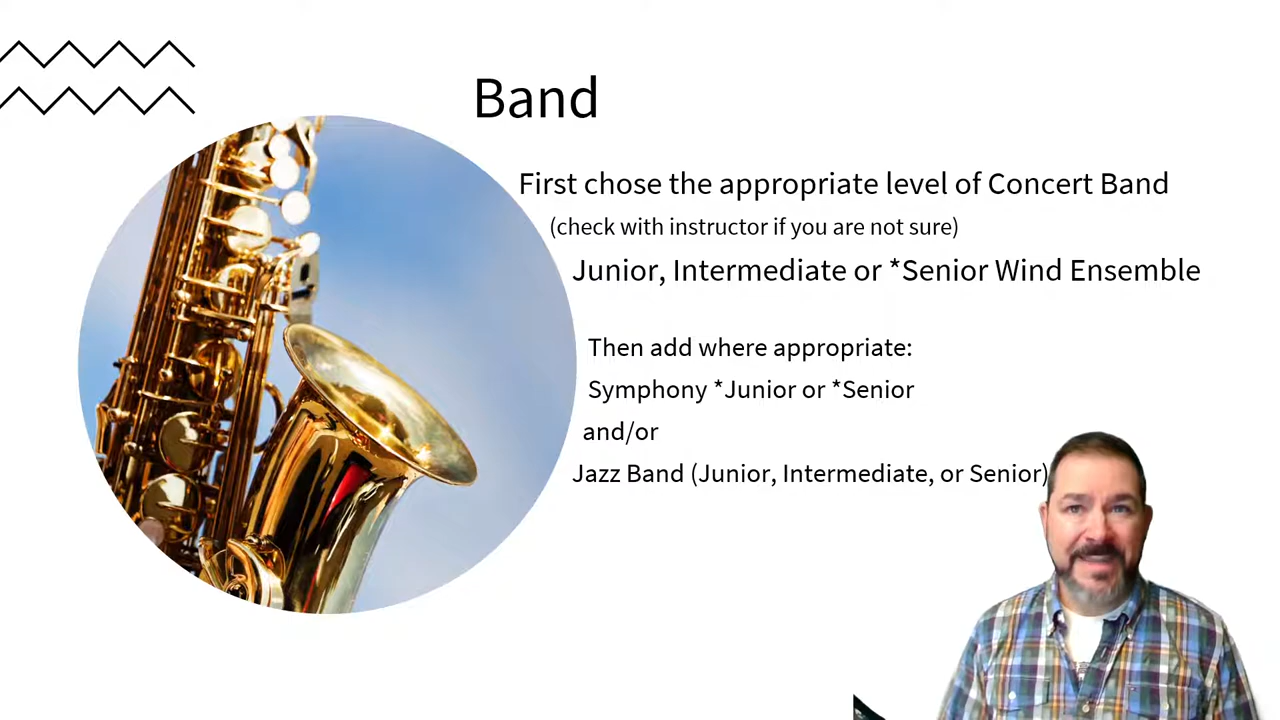 Band
First chose the appropriate level of Concert Band
(check with instructor if you are not sure)
Junior, Intermediate or *Senior Wind Ensemble
Then add where appropriate:
Symphony *Junior or *Senior
and/or
Jazz Band (Junior, Intermediate, or Senior)